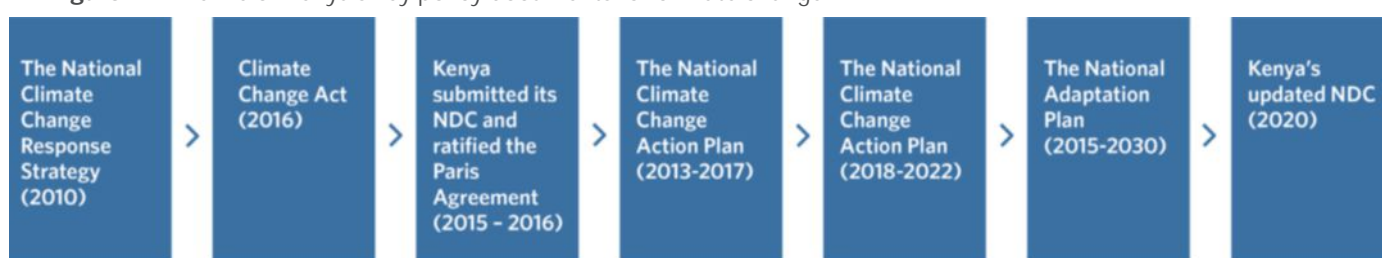 The National
Climate
Change
Response
Strategy
(2010)
Climate
Change Act
(2016)
Kenya
submitted its
NDC and
ratified the
Paris
Agreement
(2015 – 2016)
The National
Climate
Change
Action Plan
(2013-2017)
The National
Climate
Change
Action Plan
(2018-2022)
The National
Adaptation
Plan
(2015-2030)
Kenya's
updated NDC
(2020)